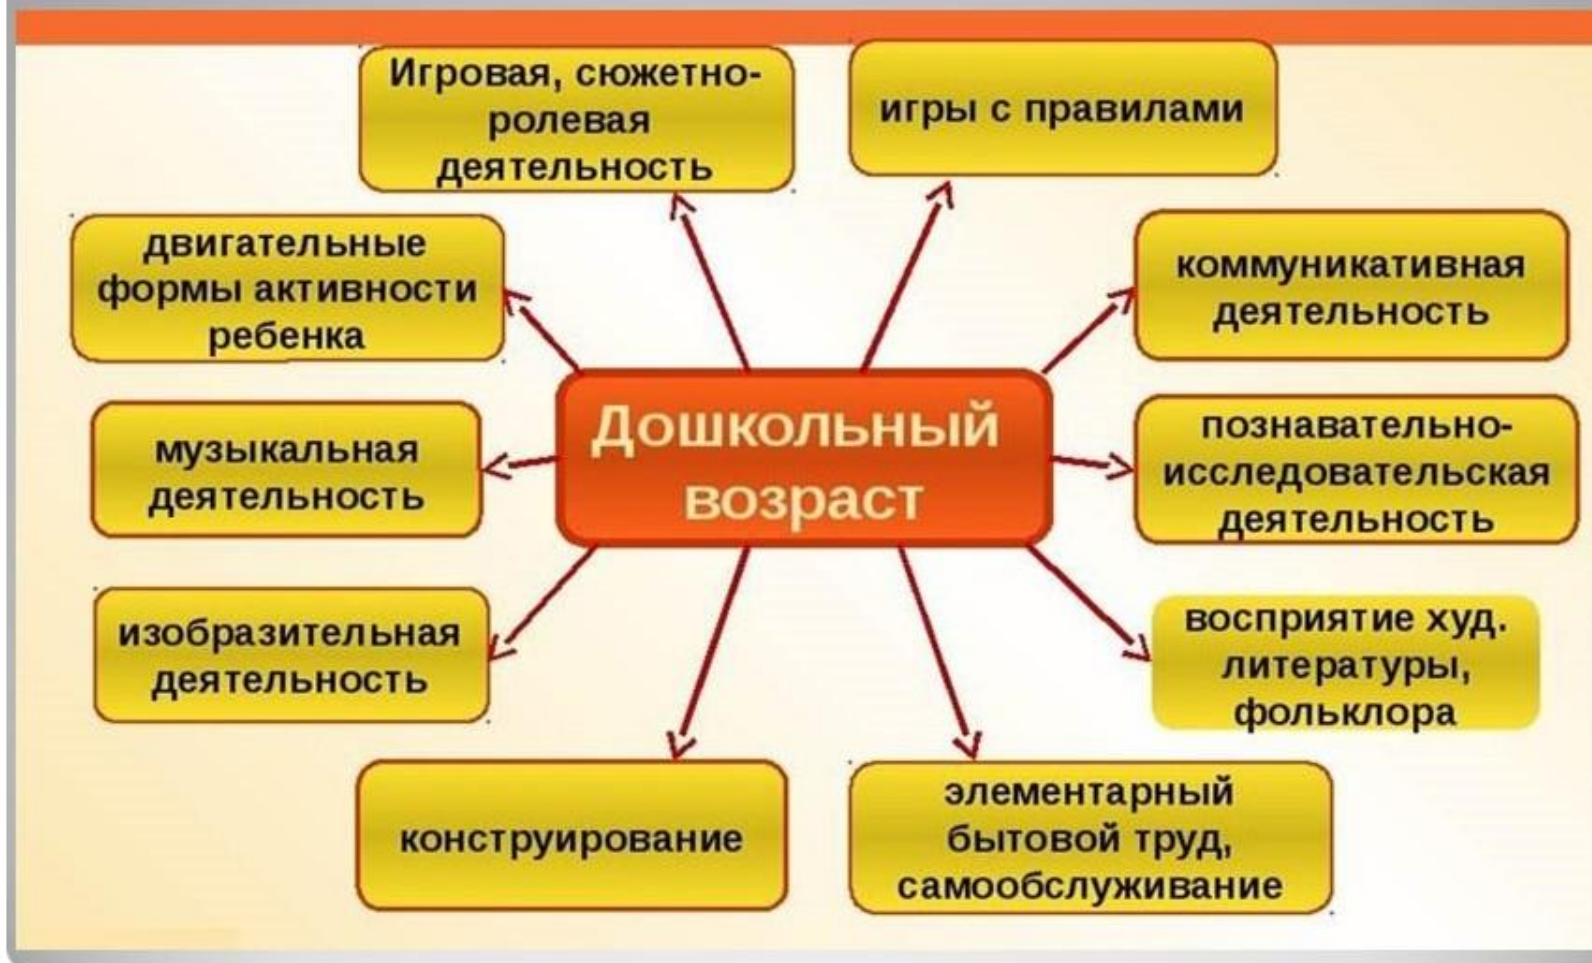 Игровая, сюжетно-
ролевая
деятельность
игры с правилами
двигательные
формы активности
ребенка
коммуникативная
деятельность
Дошкольный
возраст
музыкальная
деятельность
познавательно-
исследовательская
деятельность
изобразительная
деятельность
восприятие худ.
литературы,
фольклора
конструирование
элементарный
бытовой труд,
самообслуживание